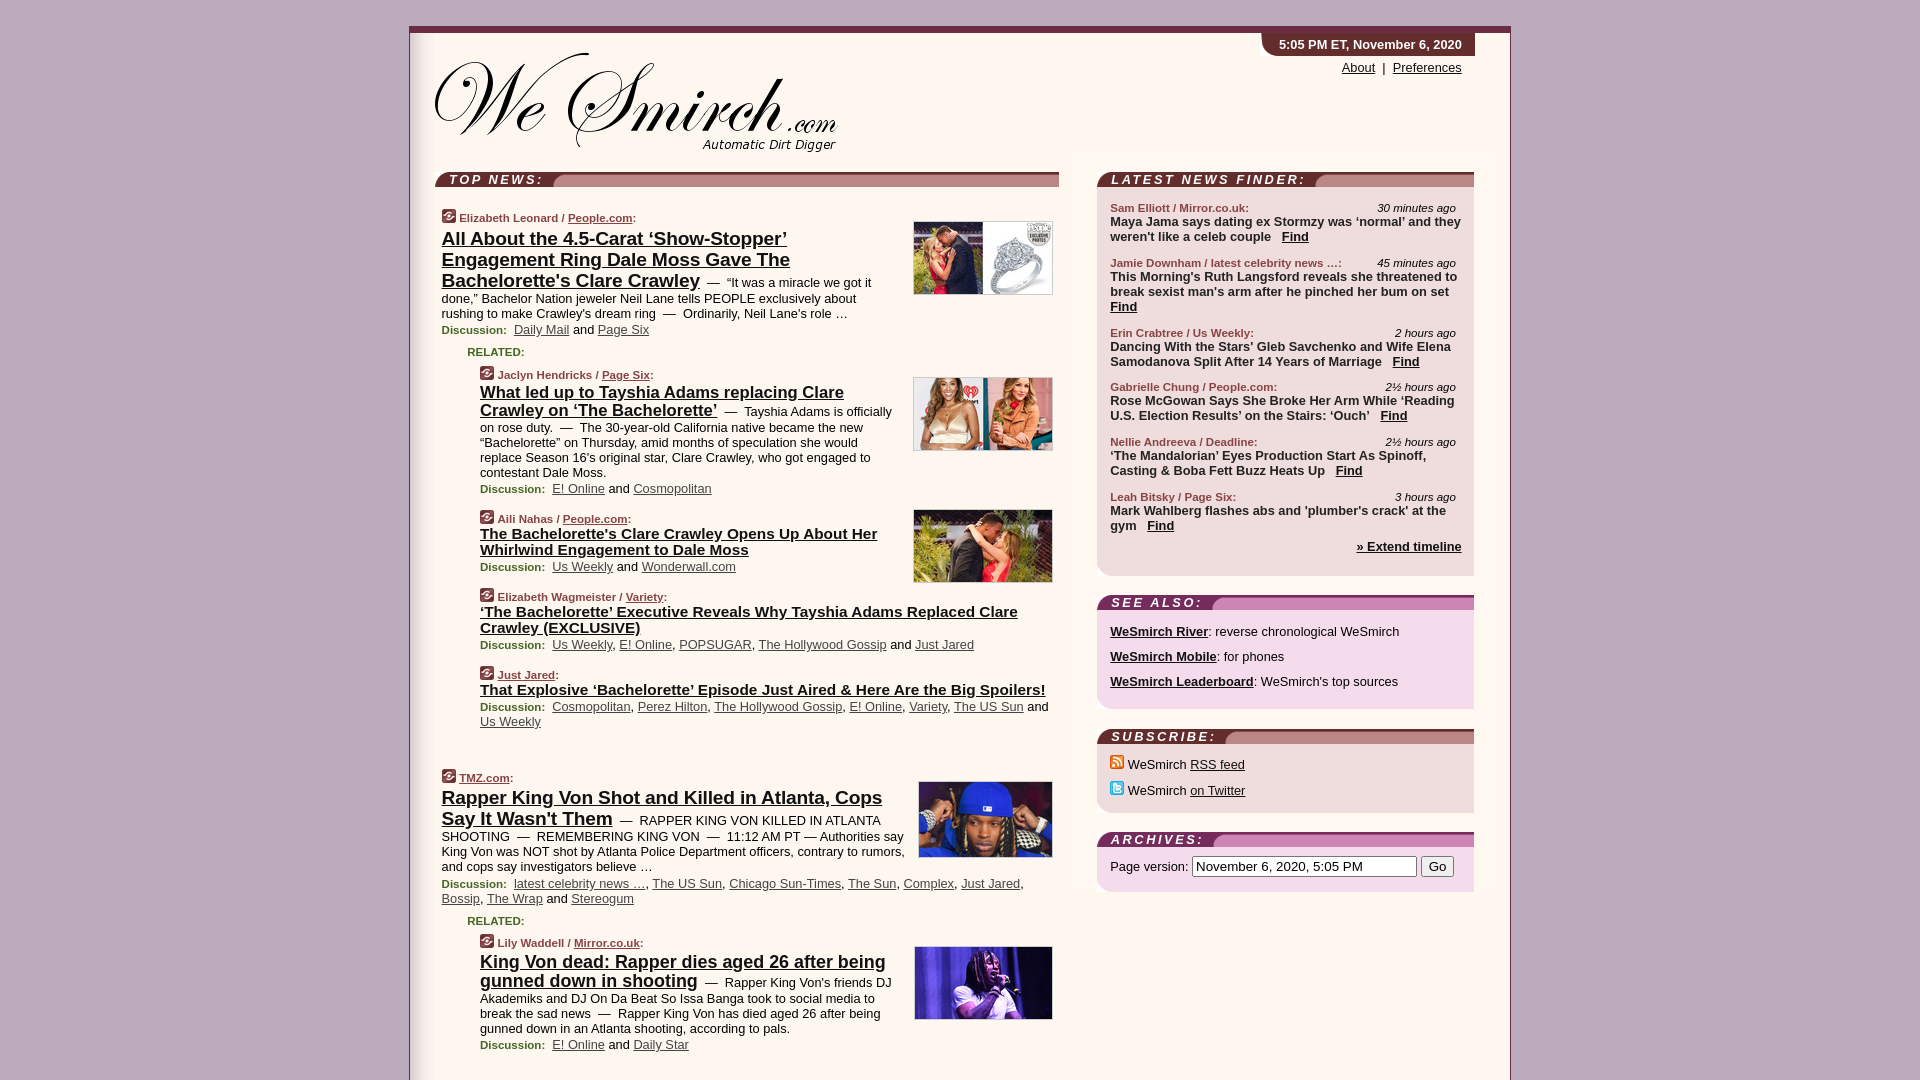 5:05 PM ET, November 6, 2020
About | Preferences
We Smirch .com
Automatic Dirt Digger
TOP NEWS:
Elizabeth Leonard / People.com:
All About the 4.5-Carat ‘Show-Stopper’
Engagement Ring Dale Moss Gave The
Bachelorette's Clare Crawley — “It was a miracle we got it
done,” Bachelor Nation jeweler Neil Lane tells PEOPLE exclusively about
rushing to make Crawley's dream ring — Ordinarily, Neil Lane's role …
Discussion: Daily Mail and Page Six
RELATED:
Jaclyn Hendricks / Page Six:
What led up to Tayshia Adams replacing Clare
Crawley on ‘The Bachelorette’ — Tayshia Adams is officially
on rose duty. — The 30-year-old California native became the new
“Bachelorette” on Thursday, amid months of speculation she would
replace Season 16's original star, Clare Crawley, who got engaged to
contestant Dale Moss.
Discussion: E! Online and Cosmopolitan
Aili Nahas / People.com:
The Bachelorette's Clare Crawley Opens Up About Her
Whirlwind Engagement to Dale Moss
Discussion: Us Weekly and Wonderwall.com
Elizabeth Wagmeister / Variety:
‘The Bachelorette’ Executive Reveals Why Tayshia Adams Replaced Clare
Crawley (EXCLUSIVE)
Discussion: Us Weekly, E! Online, POPSUGAR, The Hollywood Gossip and Just Jared
Just Jared:
That Explosive ‘Bachelorette’ Episode Just Aired & Here Are the Big Spoilers!
Discussion: Cosmopolitan, Perez Hilton, The Hollywood Gossip, E! Online, Variety, The US Sun and
Us Weekly
TMZ.com:
Rapper King Von Shot and Killed in Atlanta, Cops
Say It Wasn't Them — RAPPER KING VON KILLED IN ATLANTA
SHOOTING — REMEMBERING KING VON — 11:12 AM PT — Authorities say
King Von was NOT shot by Atlanta Police Department officers, contrary to rumors,
and cops say investigators believe …
Discussion: latest celebrity news …, The US Sun, Chicago Sun-Times, The Sun, Complex, Just Jared,
Bossip, The Wrap and Stereogum
RELATED:
Lily Waddell / Mirror.co.uk:
King Von dead: Rapper dies aged 26 after being
gunned down in shooting — Rapper King Von's friends DJ
Akademiks and DJ On Da Beat So Issa Banga took to social media to
break the sad news — Rapper King Von has died aged 26 after being
gunned down in an Atlanta shooting, according to pals.
Discussion: E! Online and Daily Star
LATEST NEWS FINDER:
Sam Elliott / Mirror.co.uk: 30 minutes ago
Maya Jama says dating ex Stormzy was ‘normal’ and they
weren't like a celeb couple Find
Jamie Downham / latest celebrity news …: 45 minutes ago
This Morning's Ruth Langsford reveals she threatened to
break sexist man's arm after he pinched her bum on set
Find
Erin Crabtree / Us Weekly: 2 hours ago
Dancing With the Stars' Gleb Savchenko and Wife Elena
Samodanova Split After 14 Years of Marriage Find
Gabrielle Chung / People.com: 2½ hours ago
Rose McGowan Says She Broke Her Arm While ‘Reading
U.S. Election Results’ on the Stairs: ‘Ouch’ Find
Nellie Andreeva / Deadline: 2½ hours ago
‘The Mandalorian’ Eyes Production Start As Spinoff,
Casting & Boba Fett Buzz Heats Up Find
Leah Bitsky / Page Six: 3 hours ago
Mark Wahlberg flashes abs and 'plumber's crack' at the
gym Find
» Extend timeline
SEE ALSO:
WeSmirch River: reverse chronological WeSmirch
WeSmirch Mobile: for phones
WeSmirch Leaderboard: WeSmirch's top sources
SUBSCRIBE:
WeSmirch RSS feed
WeSmirch on Twitter
ARCHIVES:
Page version: November 6, 2020, 5:05 PM Go